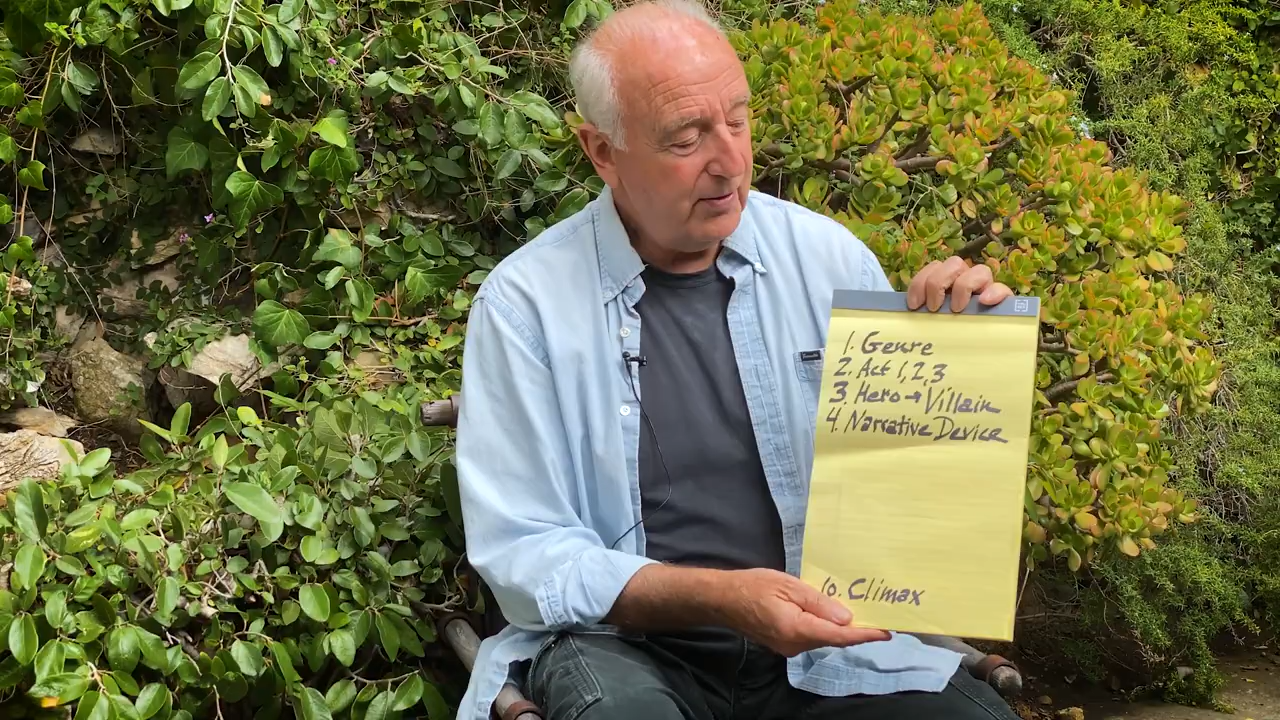 1. Genre
2. Act 1,2,3
3. Hero → Villain
4. Narrative Device
10. Climax